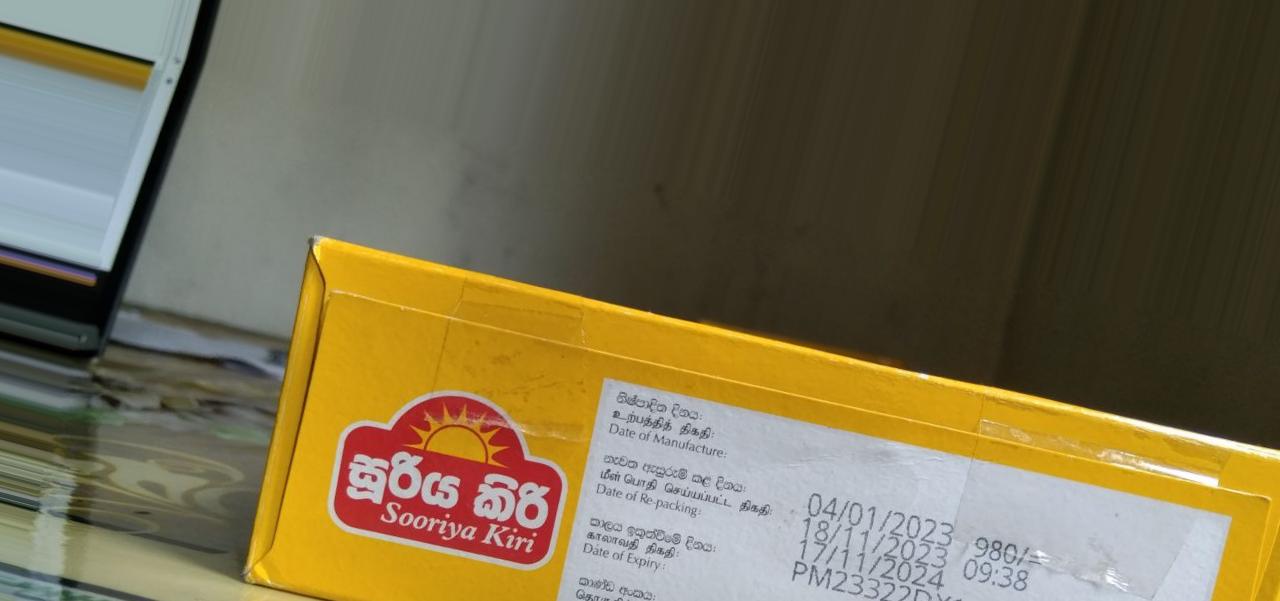 සූරිය කිරි
Sooriya Kiri
නිෂ්පාදිත දිනය:
உற்பத்தித் திகதி:
Date of Manufacture:
නැවත ඇසුරුම් කළ දිනය:
மீள் பொதி செய்யப்பட்ட திகதி:
Date of Re-packing:
කාලය ඉකුත්වීමේ දිනය:
காலாவதி திகதி:
Date of Expiry:
කාණ්ඩ අංකය:
04/01/2023
18/11/2023 980/=
17/11/2024 09:38